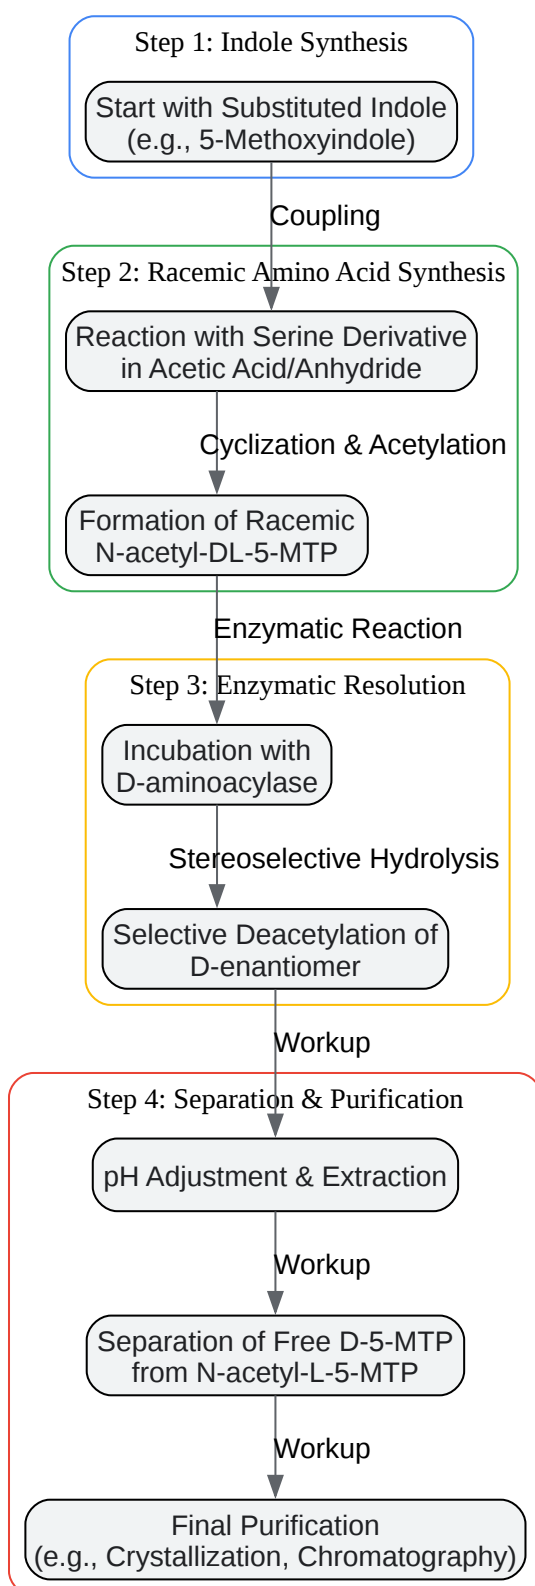 Step 1: Indole Synthesis
Start with Substituted Indole
(e.g., 5-Methoxyindole)
Coupling
Step 2: Racemic Amino Acid Synthesis
Reaction with Serine Derivative
in Acetic Acid/Anhydride
Cyclization & Acetylation
Formation of Racemic
N-acetyl-DL-5-MTP
Enzymatic Reaction
Step 3: Enzymatic Resolution
Incubation with
D-aminoacylase
Stereoselective Hydrolysis
Selective Deacetylation of
D-enantiomer
Workup
Step 4: Separation & Purification
pH Adjustment & Extraction
Workup
Separation of Free D-5-MTP
from N-acetyl-L-5-MTP
Workup
Final Purification
(e.g., Crystallization, Chromatography)